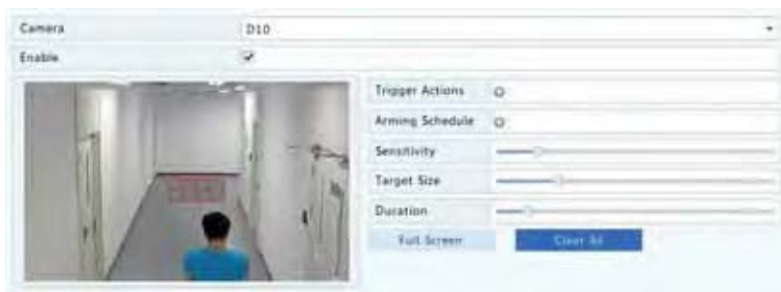 Camera D10
Enable
Trigger Actions
Arming Schedule
Sensitivity
Target Size
Duration
Full Screen Clear All